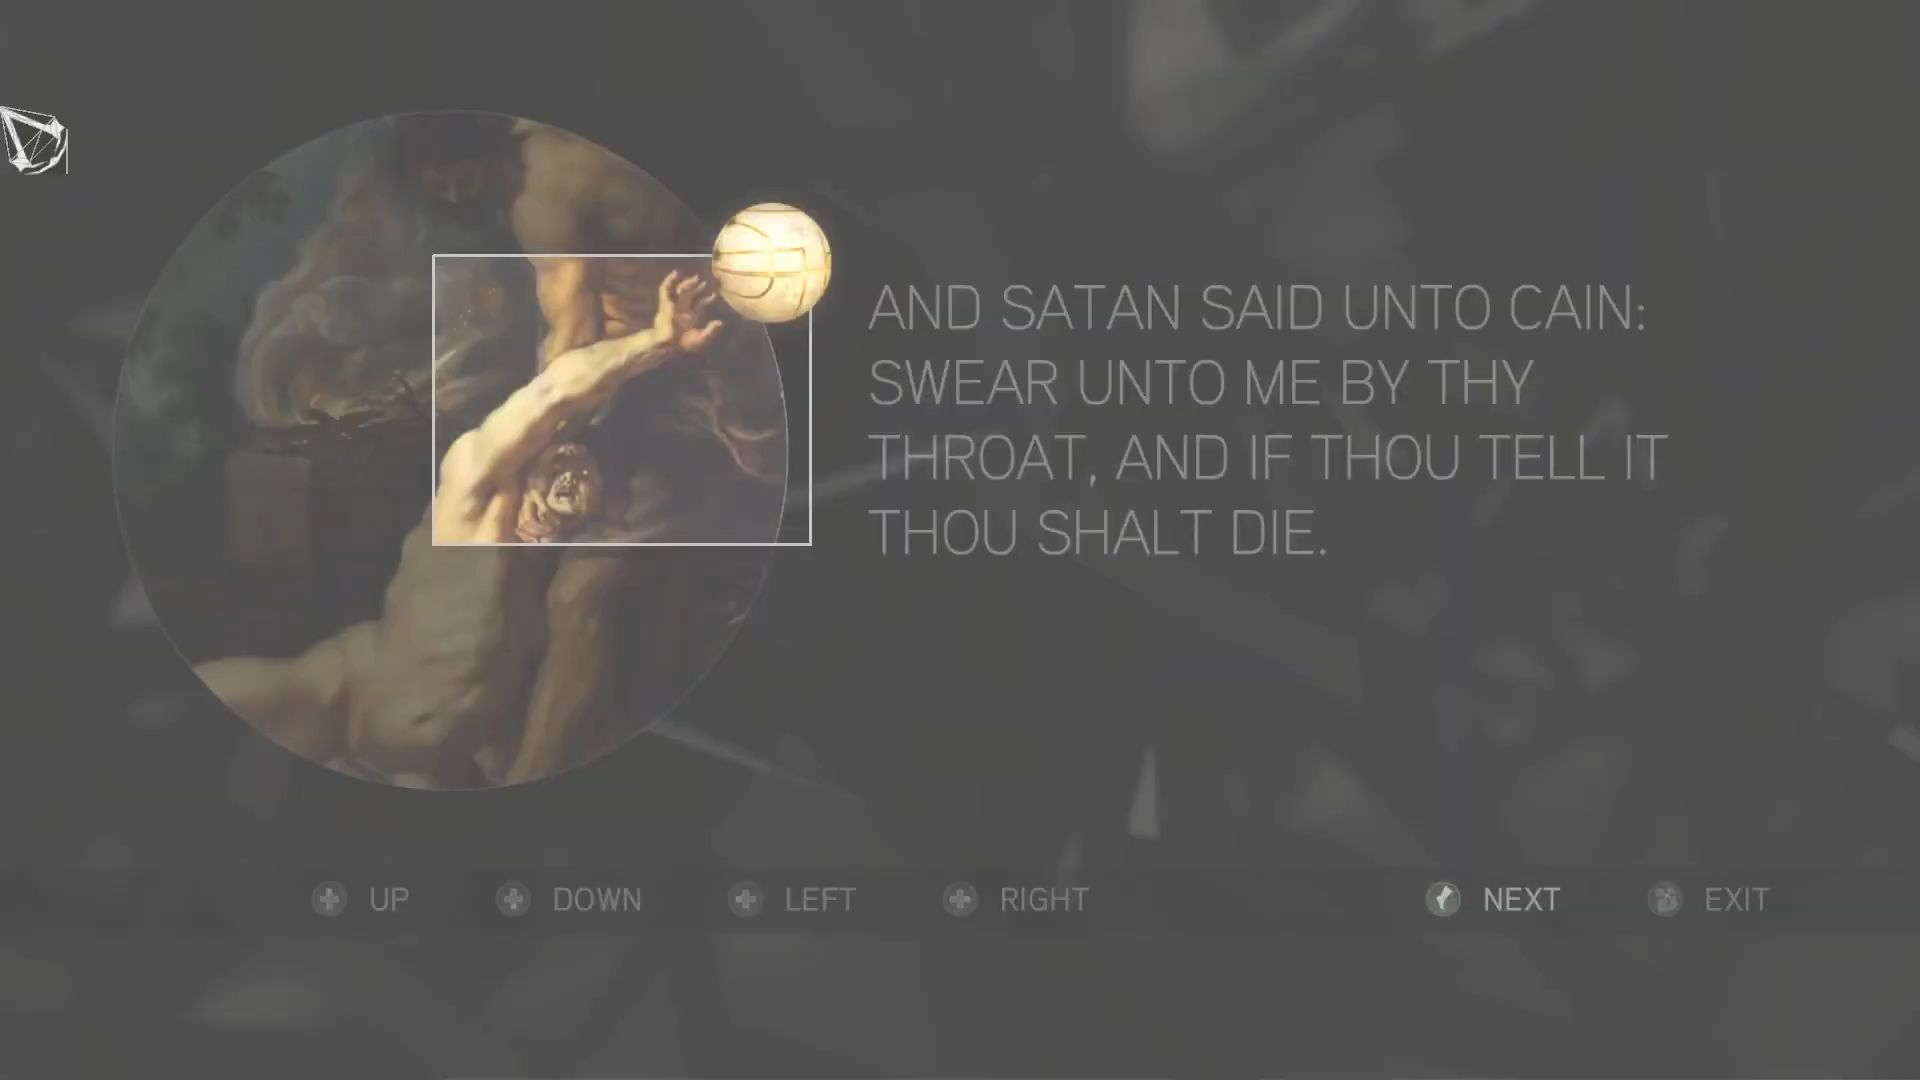 AND SATAN SAID UNTO CAIN:
SWEAR UNTO ME BY THY
THROAT, AND IF THOU TELL IT
THOU SHALT DIE.
UP DOWN LEFT RIGHT NEXT EXIT